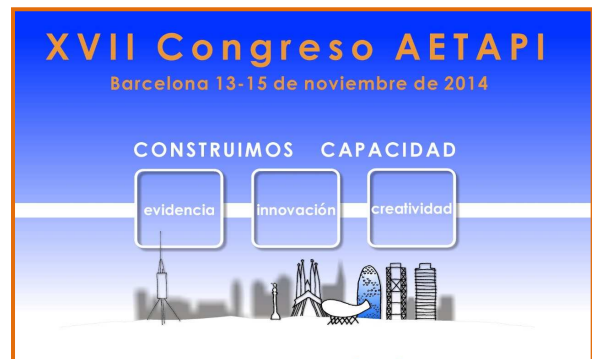 XVII Congreso AETAPI
Barcelona 13-15 de noviembre de 2014
CONSTRUIMOS CAPACIDAD
evidencia innovación creatividad